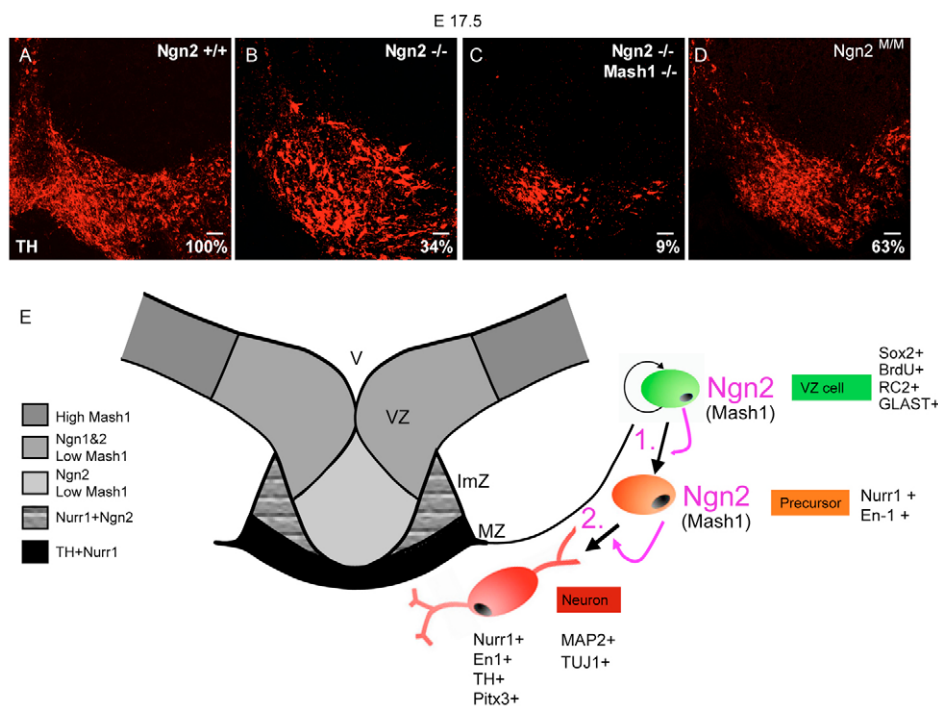 E 17.5
A
Ngn2 +/+
TH
100%
B
Ngn2 -/-
34%
C
Ngn2 -/-
Mash1 -/-
9%
D
Ngn2 M/M
63%
E
High Mash1
Ngn1&2
Low Mash1
Ngn2
Low Mash1
Nurr1+Ngn2
TH+Nurr1
V
VZ
ImZ
MZ
Ngn2
(Mash1)
VZ cell
Sox2+
BrdU+
RC2+
GLAST+
1.
Ngn2
(Mash1)
Precursor
Nurr1 +
En-1 +
2.
Neuron
Nurr1+
En1+
TH+
Pitx3+
MAP2+
TUJ1+